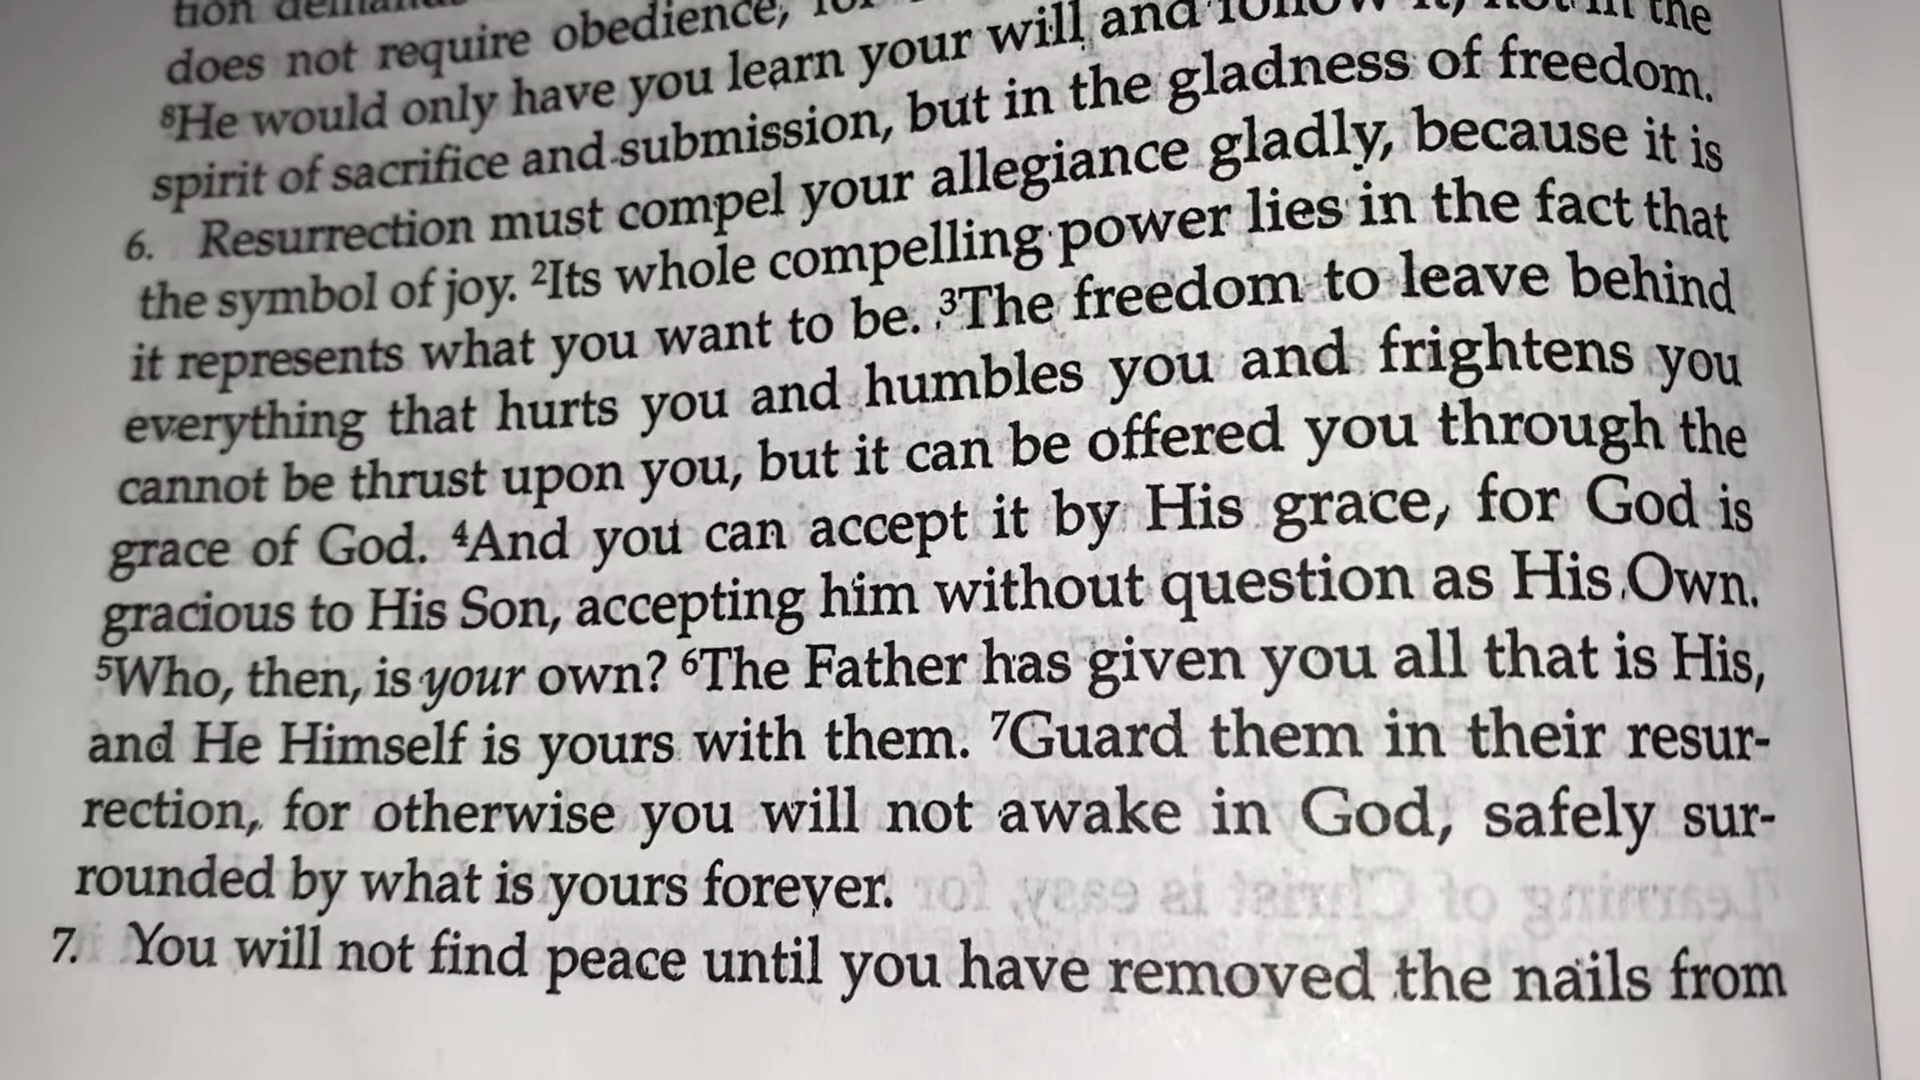 does not require obedience,
⁸He would only have you learn your will and follow it, not in the
spirit of sacrifice and submission, but in the gladness of freedom.
6. Resurrection must compel your allegiance gladly, because it is
the symbol of joy. ²Its whole compelling power lies in the fact that
it represents what you want to be. ³The freedom to leave behind
everything that hurts you and humbles you and frightens you
cannot be thrust upon you, but it can be offered you through the
grace of God. ⁴And you can accept it by His grace, for God is
gracious to His Son, accepting him without question as His Own.
⁵Who, then, is your own? ⁶The Father has given you all that is His,
and He Himself is yours with them. ⁷Guard them in their resur-
rection, for otherwise you will not awake in God, safely sur-
rounded by what is yours forever.
7. You will not find peace until you have removed the nails from